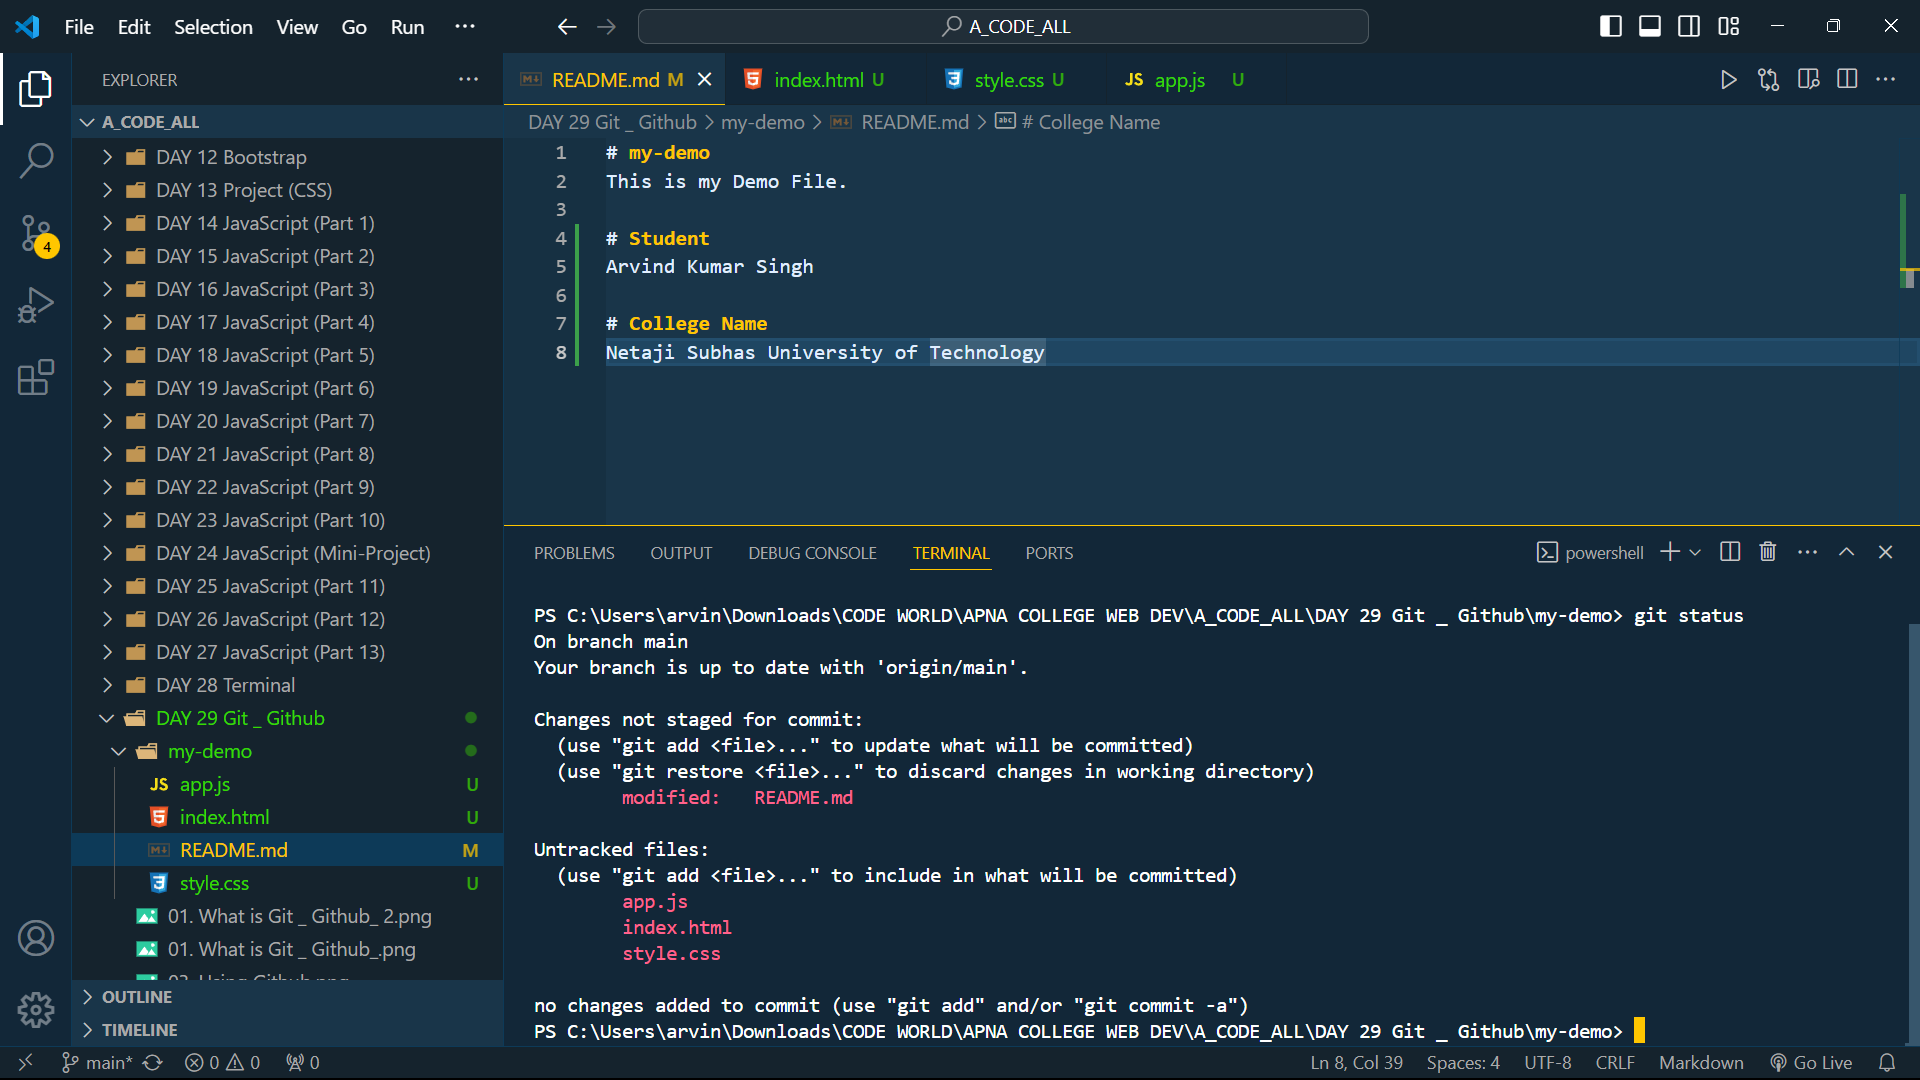 File Edit Selection View Go Run ··· A_CODE_ALL
EXPLORER ···
A_CODE_ALL
DAY 12 Bootstrap
DAY 13 Project (CSS)
DAY 14 JavaScript (Part 1)
DAY 15 JavaScript (Part 2)
DAY 16 JavaScript (Part 3)
DAY 17 JavaScript (Part 4)
DAY 18 JavaScript (Part 5)
DAY 19 JavaScript (Part 6)
DAY 20 JavaScript (Part 7)
DAY 21 JavaScript (Part 8)
DAY 22 JavaScript (Part 9)
DAY 23 JavaScript (Part 10)
DAY 24 JavaScript (Mini-Project)
DAY 25 JavaScript (Part 11)
DAY 26 JavaScript (Part 12)
DAY 27 JavaScript (Part 13)
DAY 28 Terminal
DAY 29 Git _ Github
my-demo
JS app.js U
index.html U
README.md M
style.css U
01. What is Git _ Github_ 2.png
01. What is Git _ Github_.png
OUTLINE
TIMELINE
4
README.md M index.html U style.css U JS app.js U
DAY 29 Git _ Github > my-demo > README.md > abc # College Name
1 # my-demo
2 This is my Demo File.
3
4 # Student
5 Arvind Kumar Singh
6
7 # College Name
8 Netaji Subhas University of Technology
PROBLEMS OUTPUT DEBUG CONSOLE TERMINAL PORTS powershell
PS C:\Users\arvin\Downloads\CODE WORLD\APNA COLLEGE WEB DEV\A_CODE_ALL\DAY 29 Git _ Github\my-demo> git status
On branch main
Your branch is up to date with 'origin/main'.
Changes not staged for commit:
(use "git add <file>..." to update what will be committed)
(use "git restore <file>..." to discard changes in working directory)
modified: README.md
Untracked files:
(use "git add <file>..." to include in what will be committed)
app.js
index.html
style.css
no changes added to commit (use "git add" and/or "git commit -a")
PS C:\Users\arvin\Downloads\CODE WORLD\APNA COLLEGE WEB DEV\A_CODE_ALL\DAY 29 Git _ Github\my-demo>
main* 0 0 0 Ln 8, Col 39 Spaces: 4 UTF-8 CRLF Markdown Go Live